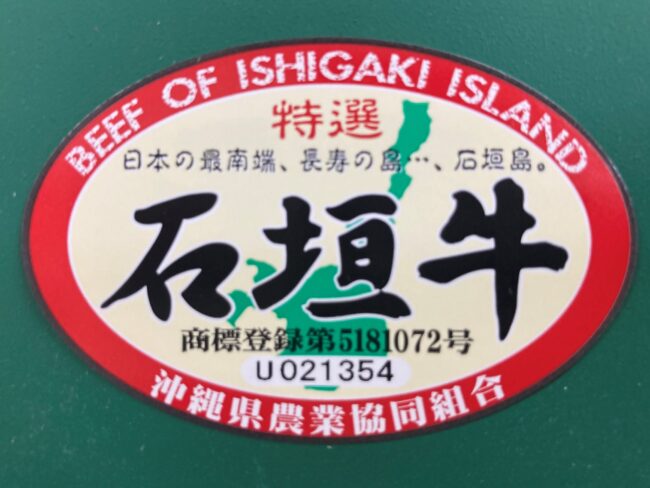 BEEF OF ISHIGAKI ISLAND
特選
日本の最南端、長寿の島…、石垣島。
石垣牛
商標登録第5181072号
U021354
沖縄県農業協同組合